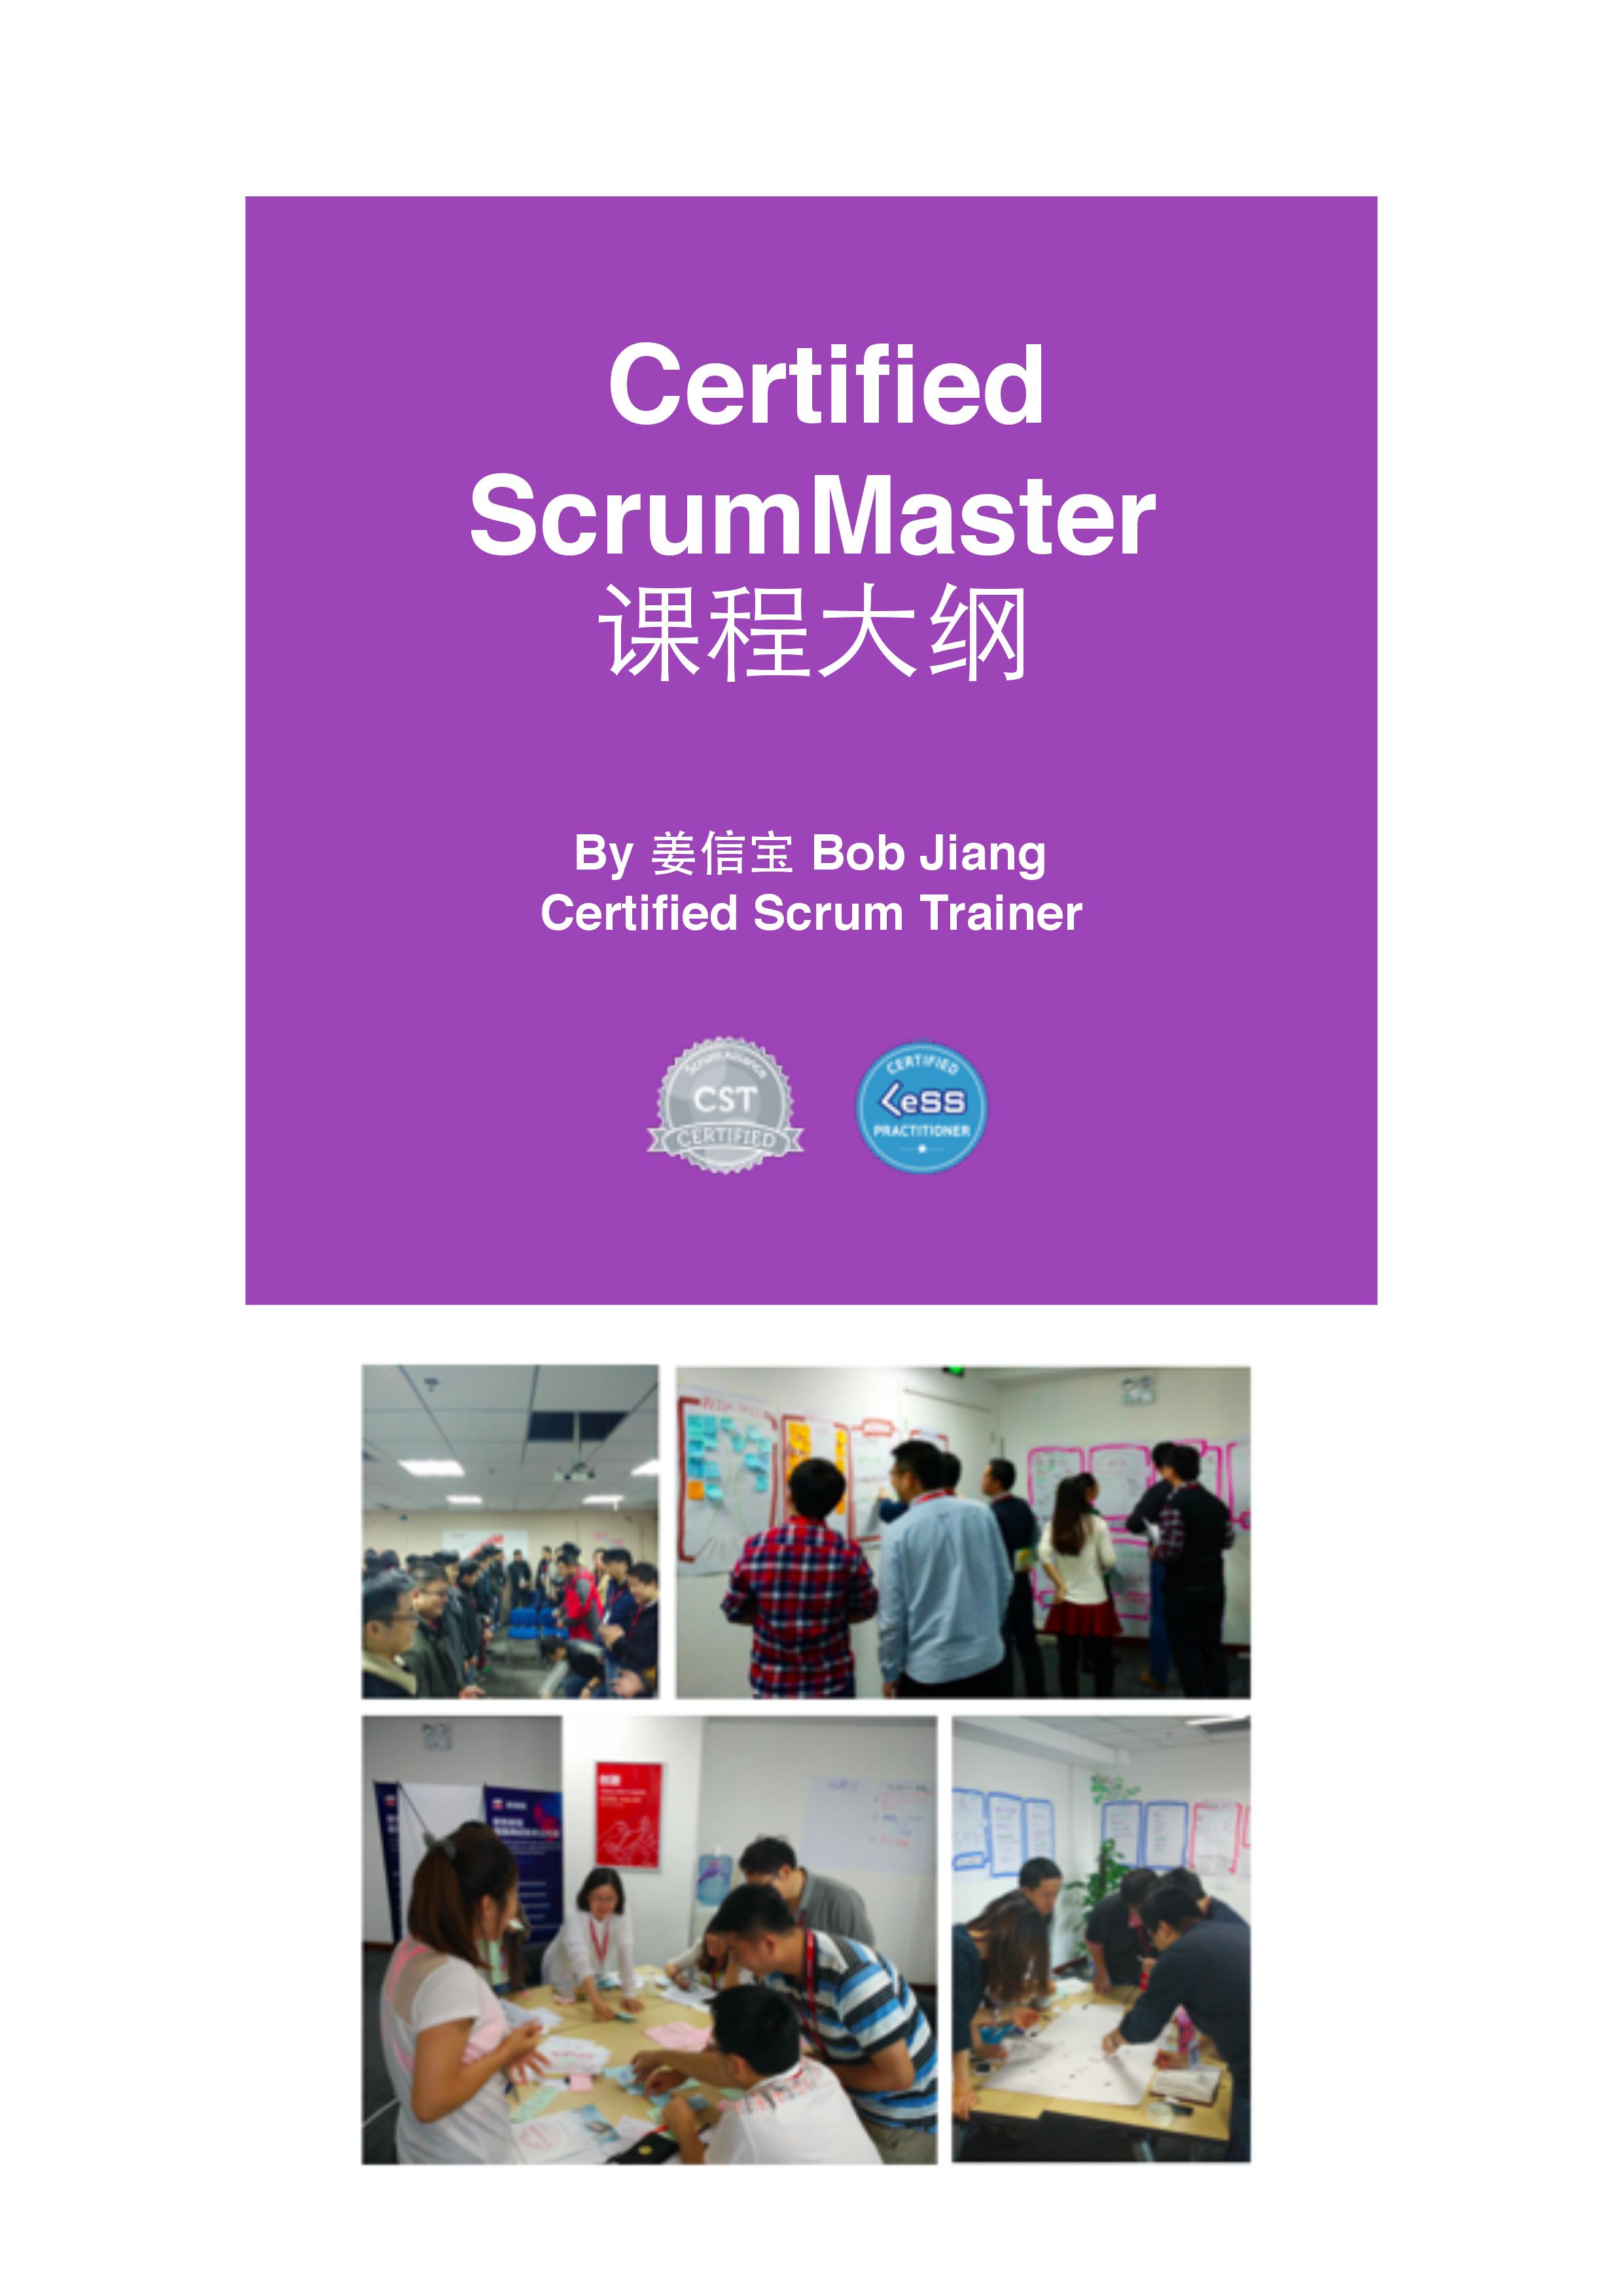 Certified
ScrumMaster
课程大纲
By 姜信宝 Bob Jiang
Certified Scrum Trainer
Scrum Alliance
CST
CERTIFIED
CERTIFIED
LeSS
PRACTITIONER